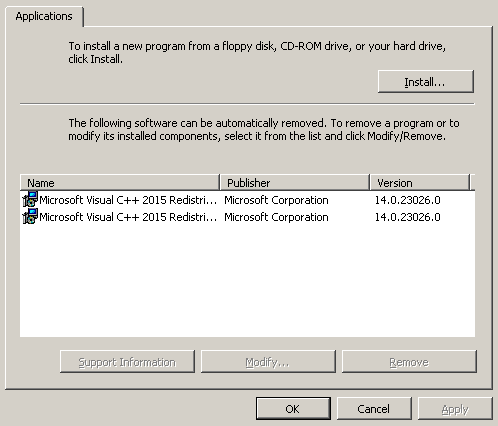 Applications
To install a new program from a floppy disk, CD-ROM drive, or your hard drive,
click Install.
Install...
The following software can be automatically removed. To remove a program or to
modify its installed components, select it from the list and click Modify/Remove.
Name Publisher Version
Microsoft Visual C++ 2015 Redistri... Microsoft Corporation 14.0.23026.0
Microsoft Visual C++ 2015 Redistri... Microsoft Corporation 14.0.23026.0
Support Information Modify... Remove
OK Cancel Apply